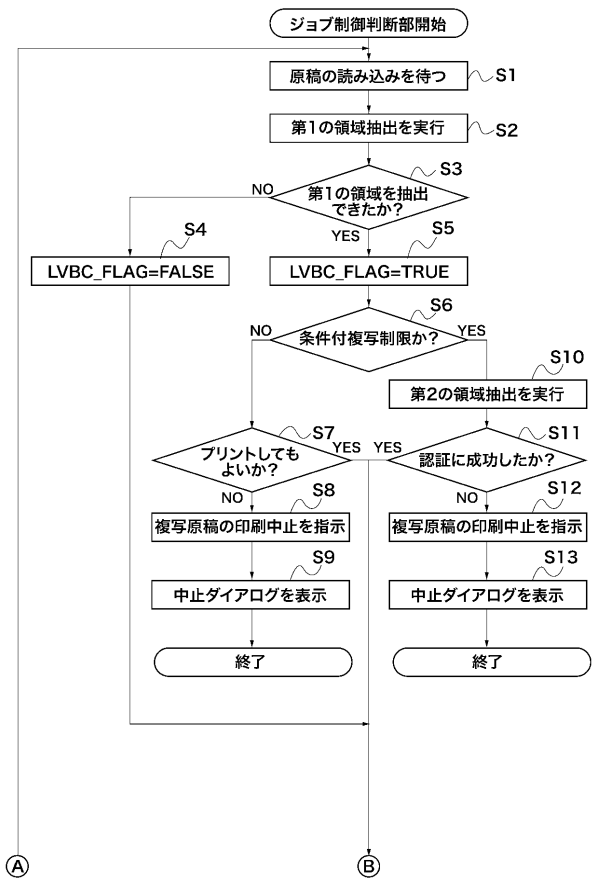 ジョブ制御判断部開始
原稿の読み込みを待つ
S1
第1の領域抽出を実行
S2
S3
第1の領域を抽出
できたか?
NO
YES
S4
LVBC_FLAG=FALSE
S5
LVBC_FLAG=TRUE
S6
条件付複写制限か?
NO
YES
S10
第2の領域抽出を実行
S7
プリントしても
よいか?
YES
NO
S11
認証に成功したか?
YES
NO
S8
複写原稿の印刷中止を指示
S12
複写原稿の印刷中止を指示
S9
中止ダイアログを表示
S13
中止ダイアログを表示
終了
終了
A
B